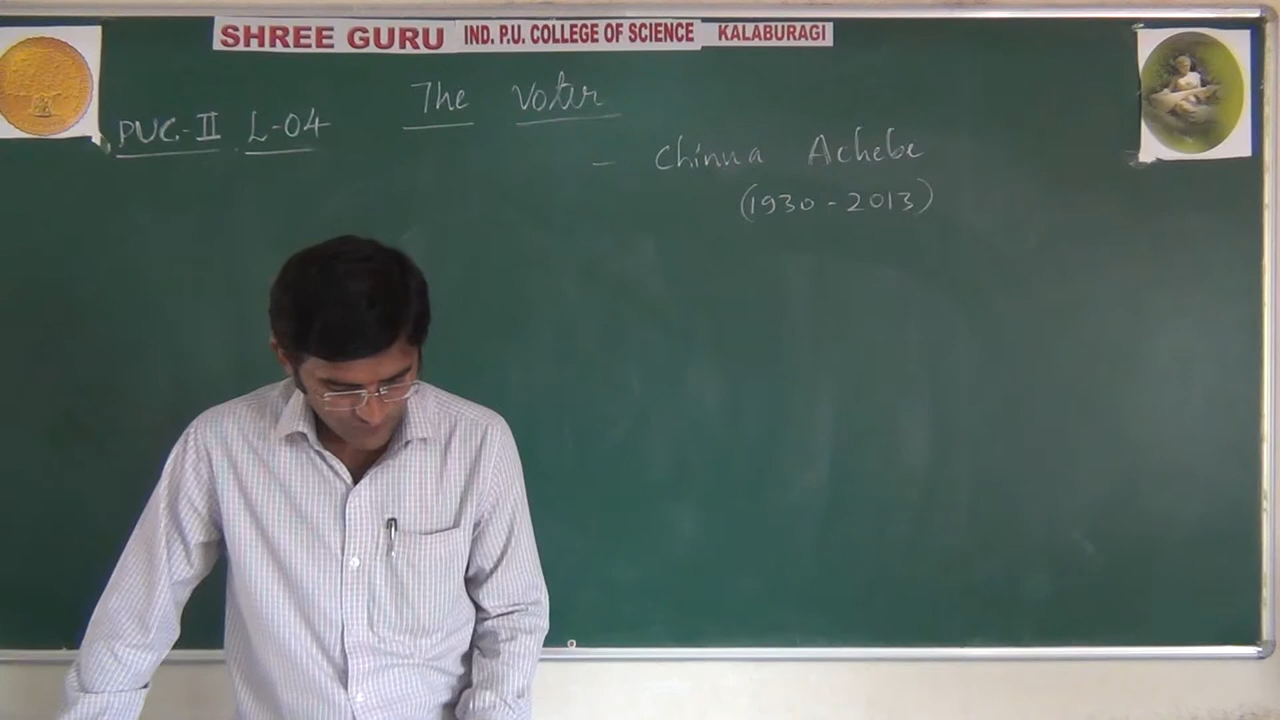 SHREE GURU IND. P.U. COLLEGE OF SCIENCE KALABURAGI
The Voter
PUC-II L-04
- Chinua Achebe
(1930-2013)